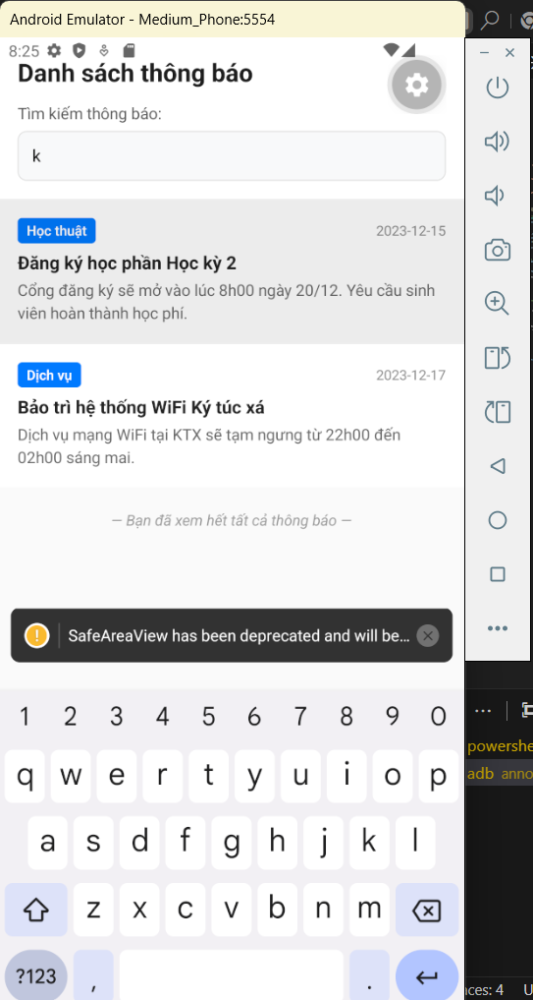 Android Emulator - Medium_Phone:5554
8:25
Danh sách thông báo
Tìm kiếm thông báo:
k
Học thuật
2023-12-15
Đăng ký học phần Học kỳ 2
Cổng đăng ký sẽ mở vào lúc 8h00 ngày 20/12. Yêu cầu sinh
viên hoàn thành học phí.
Dịch vụ
2023-12-17
Bảo trì hệ thống WiFi Ký túc xá
Dịch vụ mạng WiFi tại KTX sẽ tạm ngưng từ 22h00 đến
02h00 sáng mai.
— Bạn đã xem hết tất cả thông báo —
SafeAreaView has been deprecated and will be...
1 2 3 4 5 6 7 8 9 0
q w e r t y u i o p
a s d f g h j k l
z x c v b n m
?123 , .
powershe
adb anno
ces: 4 U